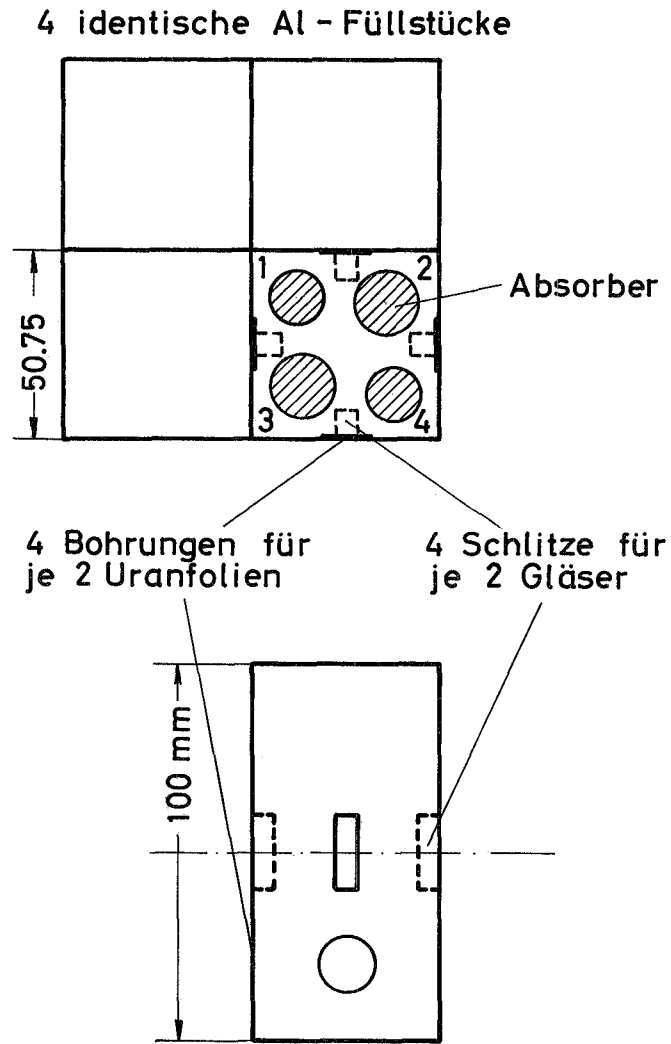 4 identische Al - Füllstücke
1
2
Absorber
50.75
3
4
4 Bohrungen für
je 2 Uranfolien
4 Schlitze für
je 2 Gläser
100 mm